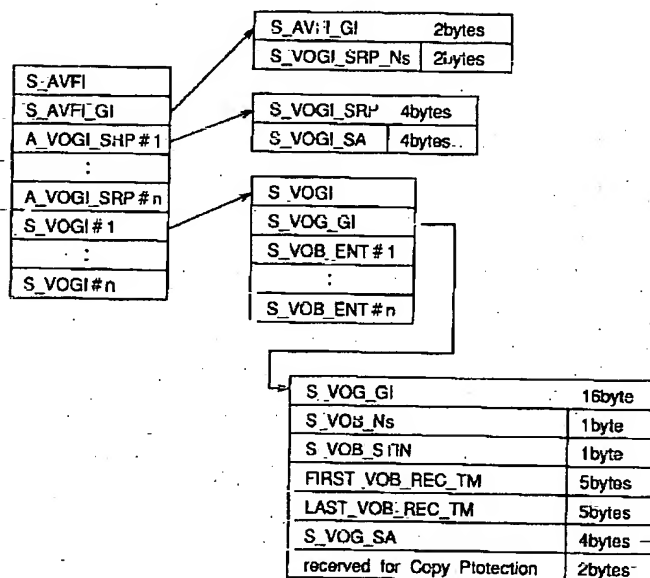 S_AVFI_GI 2bytes
S_VOGI_SRP_Ns 2bytes
S_AVFI
S_AVFI_GI
A_VOGI_SRP#1
:
A_VOGI_SRP#n
S_VOGI#1
:
S_VOGI#n
S_VOGI_SRP 4bytes
S_VOGI_SA 4bytes
S_VOGI
S_VOG_GI
S_VOB_ENT#1
:
S_VOB_ENT#n
S_VOG_GI 16byte
S_VOB_Ns 1byte
S_VOB_STIN 1byte
FIRST_VOB_REC_TM 5bytes
LAST_VOB_REC_TM 5bytes
S_VOG_SA 4bytes
recerved for Copy Ptotection 2bytes